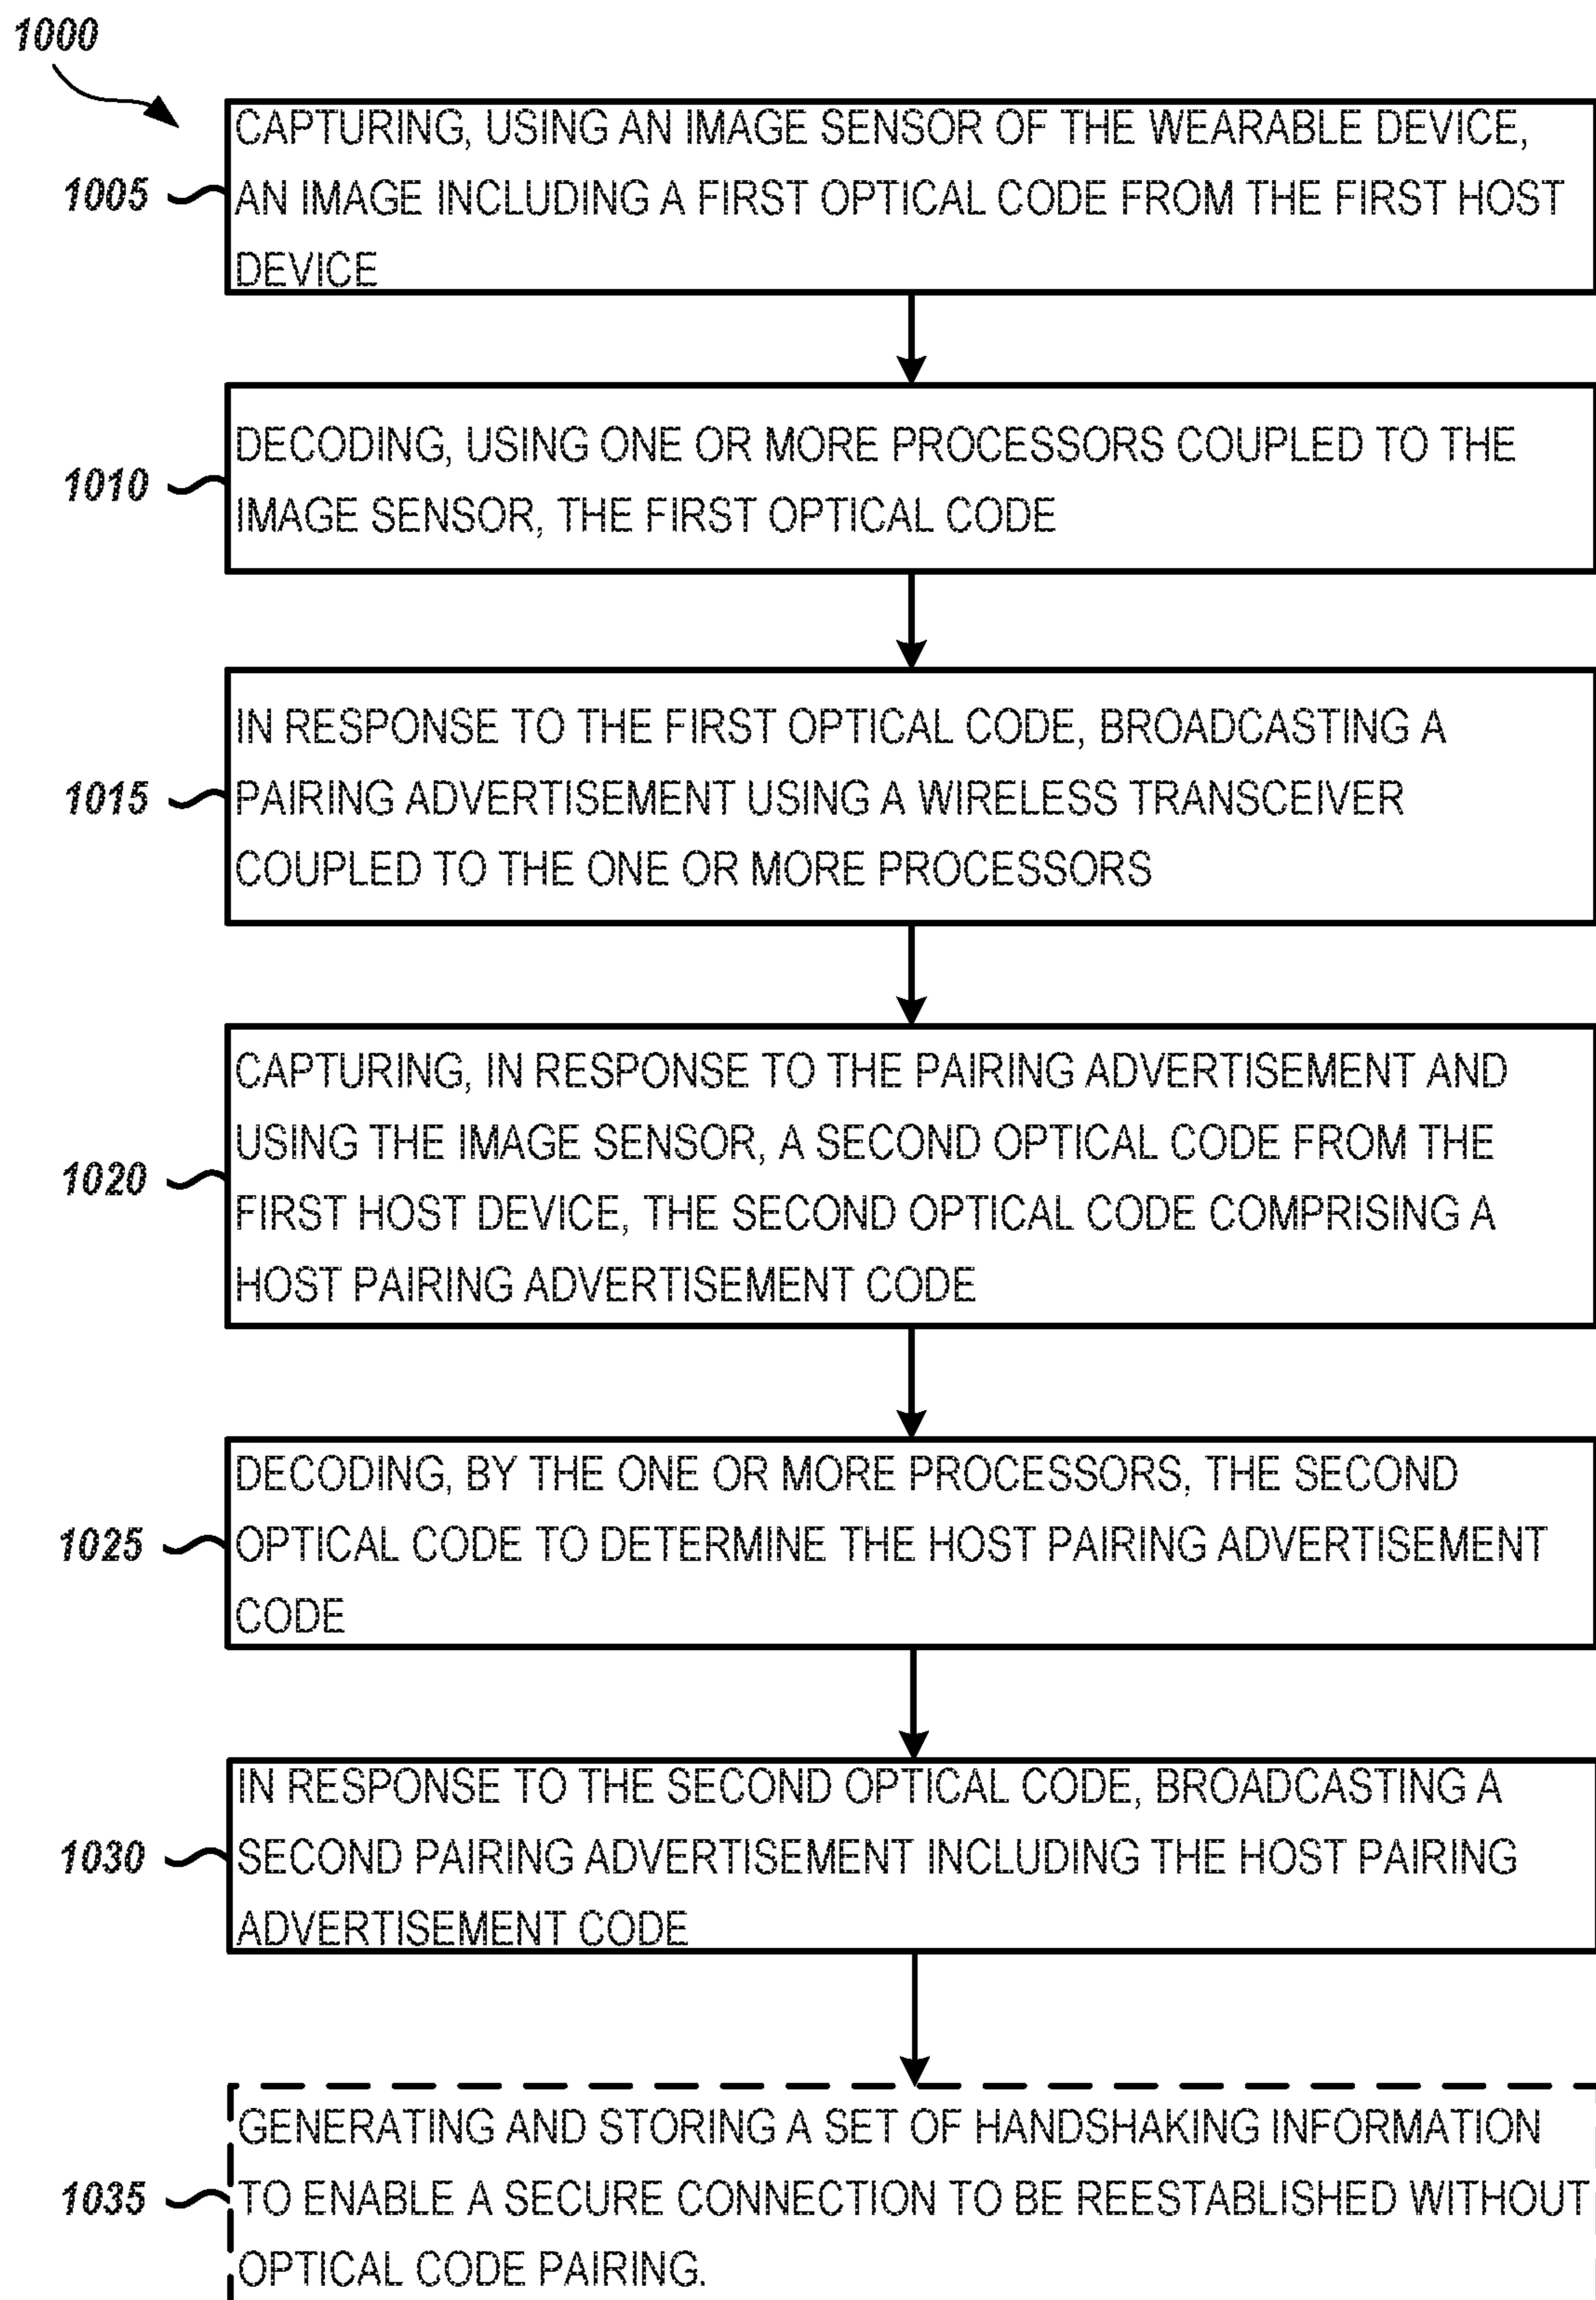 1000
CAPTURING, USING AN IMAGE SENSOR OF THE WEARABLE DEVICE,
1005
AN IMAGE INCLUDING A FIRST OPTICAL CODE FROM THE FIRST HOST
DEVICE
DECODING, USING ONE OR MORE PROCESSORS COUPLED TO THE
1010
IMAGE SENSOR, THE FIRST OPTICAL CODE
IN RESPONSE TO THE FIRST OPTICAL CODE, BROADCASTING A
1015
PAIRING ADVERTISEMENT USING A WIRELESS TRANSCEIVER
COUPLED TO THE ONE OR MORE PROCESSORS
CAPTURING, IN RESPONSE TO THE PAIRING ADVERTISEMENT AND
USING THE IMAGE SENSOR, A SECOND OPTICAL CODE FROM THE
1020
FIRST HOST DEVICE, THE SECOND OPTICAL CODE COMPRISING A
HOST PAIRING ADVERTISEMENT CODE
DECODING, BY THE ONE OR MORE PROCESSORS, THE SECOND
1025
OPTICAL CODE TO DETERMINE THE HOST PAIRING ADVERTISEMENT
CODE
IN RESPONSE TO THE SECOND OPTICAL CODE, BROADCASTING A
1030
SECOND PAIRING ADVERTISEMENT INCLUDING THE HOST PAIRING
ADVERTISEMENT CODE
GENERATING AND STORING A SET OF HANDSHAKING INFORMATION
1035
TO ENABLE A SECURE CONNECTION TO BE REESTABLISHED WITHOUT
OPTICAL CODE PAIRING.